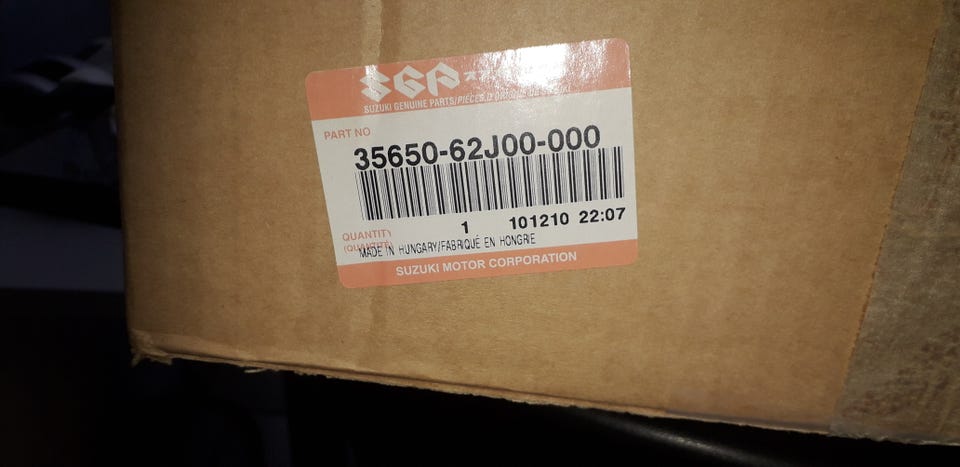 SGP
SUZUKI GENUINE PARTS/PIÈCES D'ORIGINE
PART NO
35650-62J00-000
QUANTITY 1 101210 22:07
(QUANTITÉ)
MADE IN HUNGARY/FABRIQUÉ EN HONGRIE
SUZUKI MOTOR CORPORATION